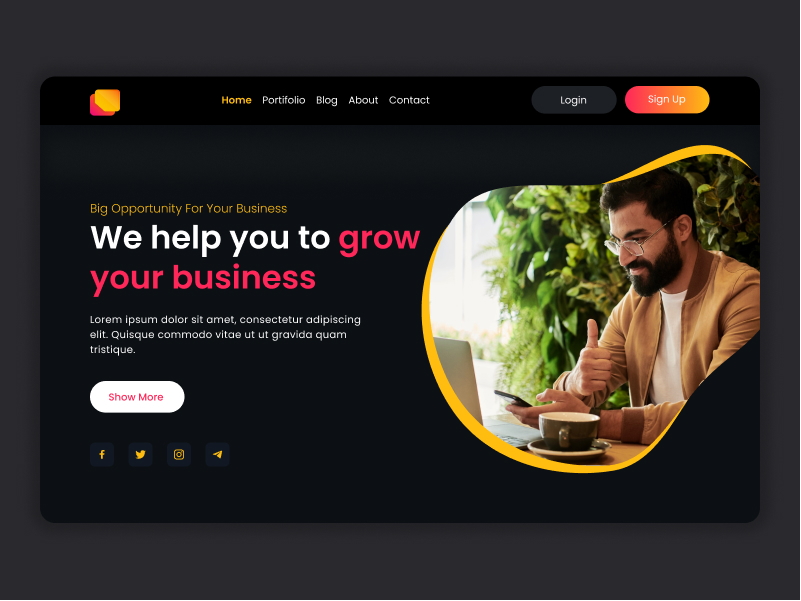 Home Portifolio Blog About Contact
Login
Sign Up
Big Opportunity For Your Business
We help you to grow
your business
Lorem ipsum dolor sit amet, consectetur adipiscing
elit. Quisque commodo vitae ut ut gravida quam
tristique.
Show More